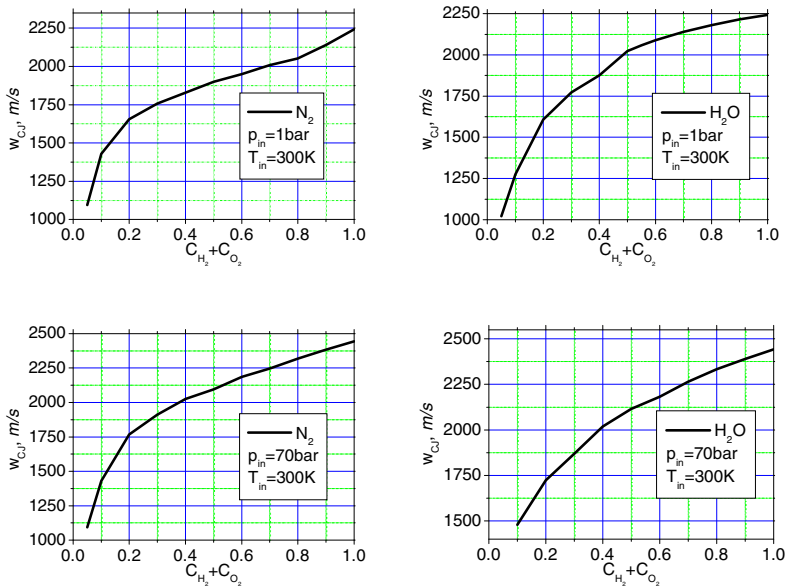 2250
2000
1750
1500
1250
1000
w_CJ, m/s
N₂
p_in=1bar
T_in=300K
0.0 0.2 0.4 0.6 0.8 1.0
C_H₂+C_O₂
2250
2000
1750
1500
1250
1000
w_CJ, m/s
H₂O
p_in=1bar
T_in=300K
0.0 0.2 0.4 0.6 0.8 1.0
C_H₂+C_O₂
2500
2250
2000
1750
1500
1250
1000
w_CJ, m/s
N₂
p_in=70bar
T_in=300K
0.0 0.2 0.4 0.6 0.8 1.0
C_H₂+C_O₂
2500
2250
2000
1750
1500
w_CJ, m/s
H₂O
p_in=70bar
T_in=300K
0.0 0.2 0.4 0.6 0.8 1.0
C_H₂+C_O₂